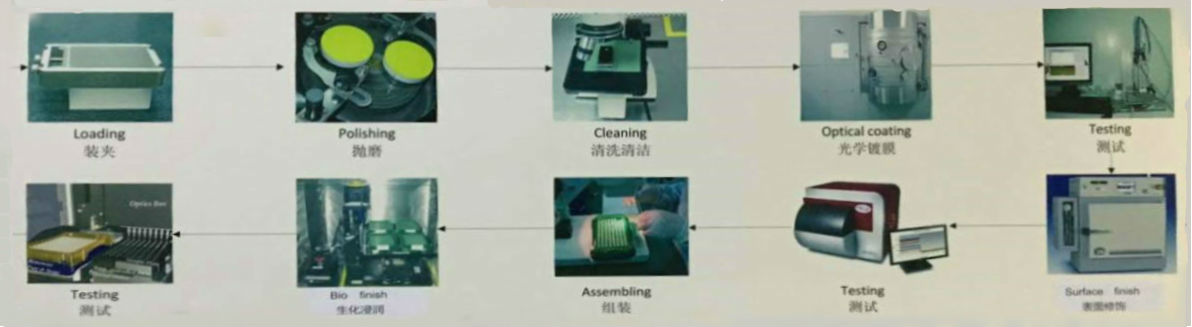 Loading
装夹
Polishing
抛磨
Cleaning
清洗清洁
Optical coating
光学镀膜
Testing
测试
Optics Box
Testing
测试
Bio finish
生化浸润
Assembling
组装
Testing
测试
Surface finish
表面修饰